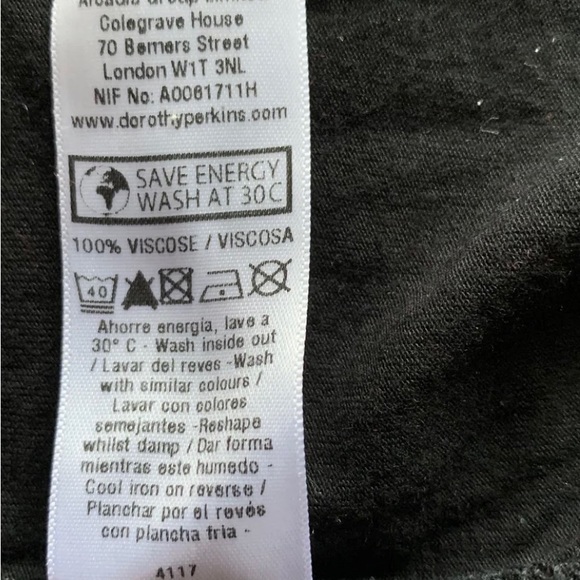 Arcadia Group Limited
Colegrave House
70 Berners Street
London W1T 3NL
NIF No: A0061711H
www.dorothyperkins.com
SAVE ENERGY
WASH AT 30C
100% VISCOSE / VISCOSA
40
Ahorre energia, lave a
30° C - Wash inside out
/ Lavar del reves -Wash
with similar colours /
Lavar con colores
semejantes -Reshape
whilst damp / Dar forma
mientras este humedo -
Cool iron on reverse /
Planchar por el revés
con plancha fria -
4117